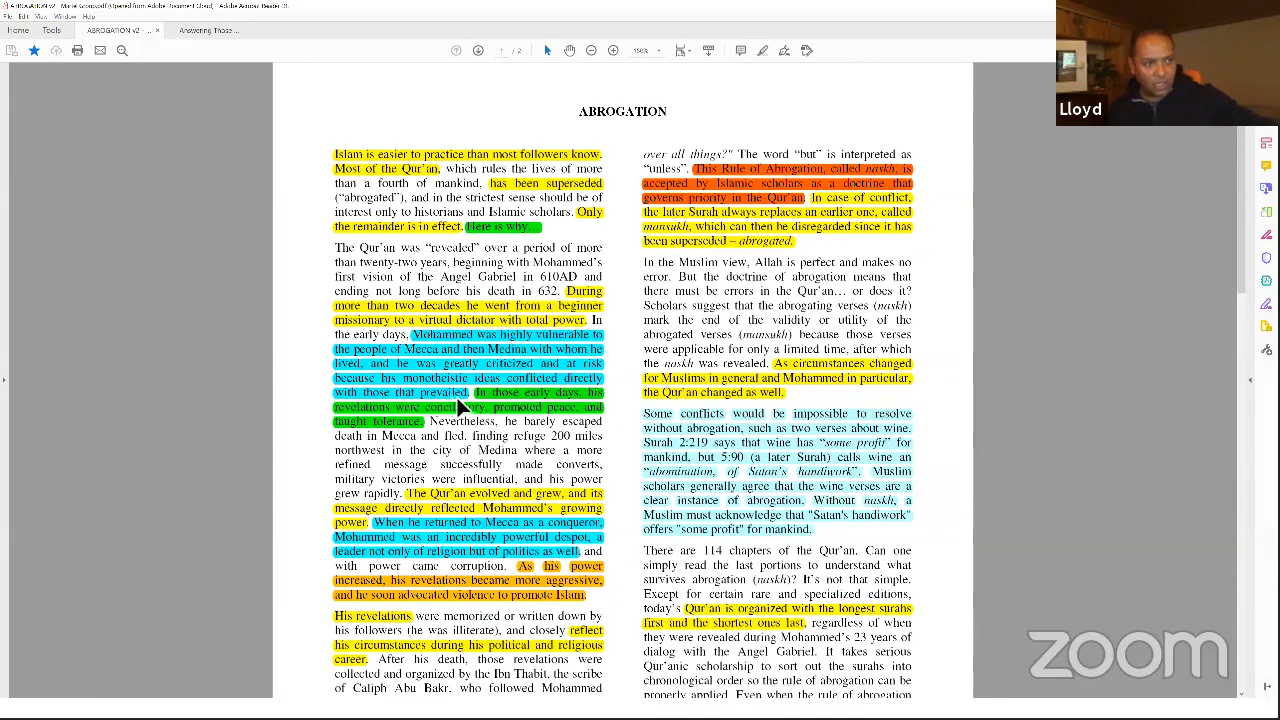 ABROGATION v2 - Martel Group.pdf (Opened from Adobe Document Cloud) - Adobe Acrobat Reader DC
File Edit View Window Help
Home Tools ABROGATION v2 - ... × Answering Those ...
1 / 2 150%
Lloyd
ABROGATION
Islam is easier to practice than most followers know.
Most of the Qur'an, which rules the lives of more
than a fourth of mankind, has been superseded
(“abrogated”), and in the strictest sense should be of
interest only to historians and Islamic scholars. Only
the remainder is in effect. Here is why…
The Qur'an was “revealed” over a period of more
than twenty-two years, beginning with Mohammed’s
first vision of the Angel Gabriel in 610AD and
ending not long before his death in 632. During
more than two decades he went from a beginner
missionary to a virtual dictator with total power. In
the early days, Mohammed was highly vulnerable to
the people of Mecca and then Medina with whom he
lived, and he was greatly criticized and at risk
because his monotheistic ideas conflicted directly
with those that prevailed. In those early days, his
revelations were conciliatory, promoted peace, and
taught tolerance. Nevertheless, he barely escaped
death in Mecca and fled, finding refuge 200 miles
northwest in the city of Medina where a more
refined message successfully made converts,
military victories were influential, and his power
grew rapidly. The Qur'an evolved and grew, and its
message directly reflected Mohammed’s growing
power. When he returned to Mecca as a conqueror,
Mohammed was an incredibly powerful despot, a
leader not only of religion but of politics as well, and
with power came corruption. As his power
increased, his revelations became more aggressive,
and he soon advocated violence to promote Islam.
His revelations were memorized or written down by
his followers (he was illiterate), and closely reflect
his circumstances during his political and religious
career. After his death, those revelations were
collected and organized by the Ibn Thabit, the scribe
of Caliph Abu Bakr, who followed Mohammed
over all things?" The word “but” is interpreted as
“unless”. This Rule of Abrogation, called naskh, is
accepted by Islamic scholars as a doctrine that
governs priority in the Qur'an. In case of conflict,
the later Surah always replaces an earlier one, called
mansukh, which can then be disregarded since it has
been superseded – abrogated.
In the Muslim view, Allah is perfect and makes no
error. But the doctrine of abrogation means that
there must be errors in the Qur'an… or does it?
Scholars suggest that the abrogating verses (naskh)
mark the end of the validity or utility of the
abrogated verses (mansukh) because those verses
were applicable for only a limited time, after which
the naskh was revealed. As circumstances changed
for Muslims in general and Mohammed in particular,
the Qur'an changed as well.
Some conflicts would be impossible to resolve
without abrogation, such as two verses about wine.
Surah 2:219 says that wine has “some profit” for
mankind, but 5:90 (a later Surah) calls wine an
“abomination, of Satan’s handiwork”. Muslim
scholars generally agree that the wine verses are a
clear instance of abrogation. Without naskh, a
Muslim must acknowledge that "Satan's handiwork"
offers "some profit" for mankind.
There are 114 chapters of the Qur'an. Can one
simply read the last portions to understand what
survives abrogation (naskh)? It’s not that simple.
Except for certain rare and specialized editions,
today’s Qur'an is organized with the longest surahs
first and the shortest ones last, regardless of when
they were revealed during Mohammed’s 23 years of
dialog with the Angel Gabriel. It takes serious
Qur'anic scholarship to sort out the surahs into
chronological order so the rule of abrogation can be
properly applied. Even when the rule of abrogation
zoom